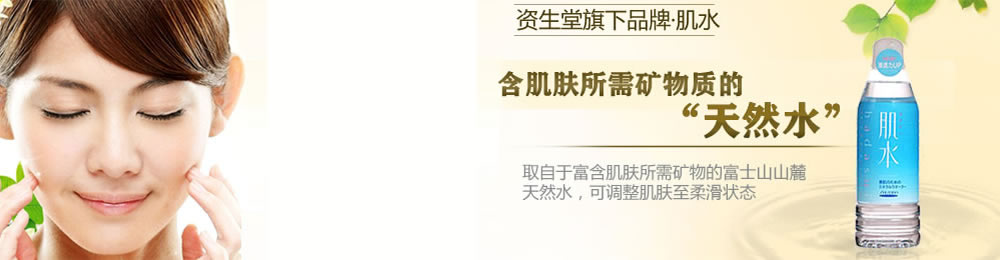 资生堂旗下品牌·肌水
含肌肤所需矿物质的
“天然水”
取自于富含肌肤所需矿物的富士山山麓
天然水，可调整肌肤至柔滑状态
肌水